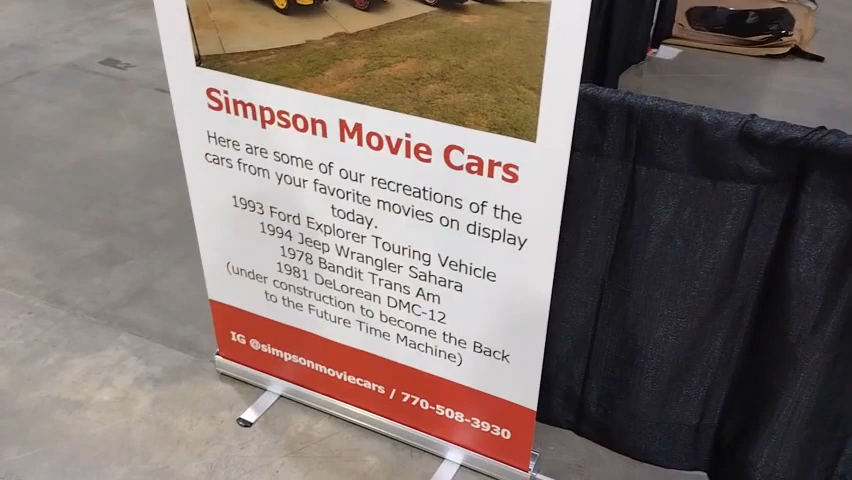 Simpson Movie Cars
Here are some of our recreations of the
cars from your favorite movies on display
today.
1993 Ford Explorer Touring Vehicle
1994 Jeep Wrangler Sahara
1978 Bandit Trans Am
1981 DeLorean DMC-12
(under construction to become the Back
to the Future Time Machine)
IG @simpsonmoviecars / 770-508-3930